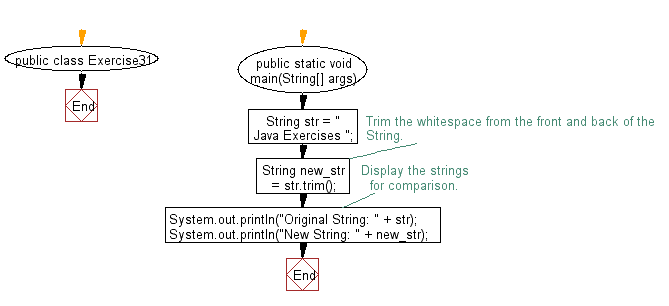 public class Exercise31
End
public static void
main(String[] args)
String str = "
Java Exercises ";
Trim the whitespace from the front and back of the
String.
String new_str
= str.trim();
Display the strings
for comparison.
System.out.println("Original String: " + str);
System.out.println("New String: " + new_str);
End